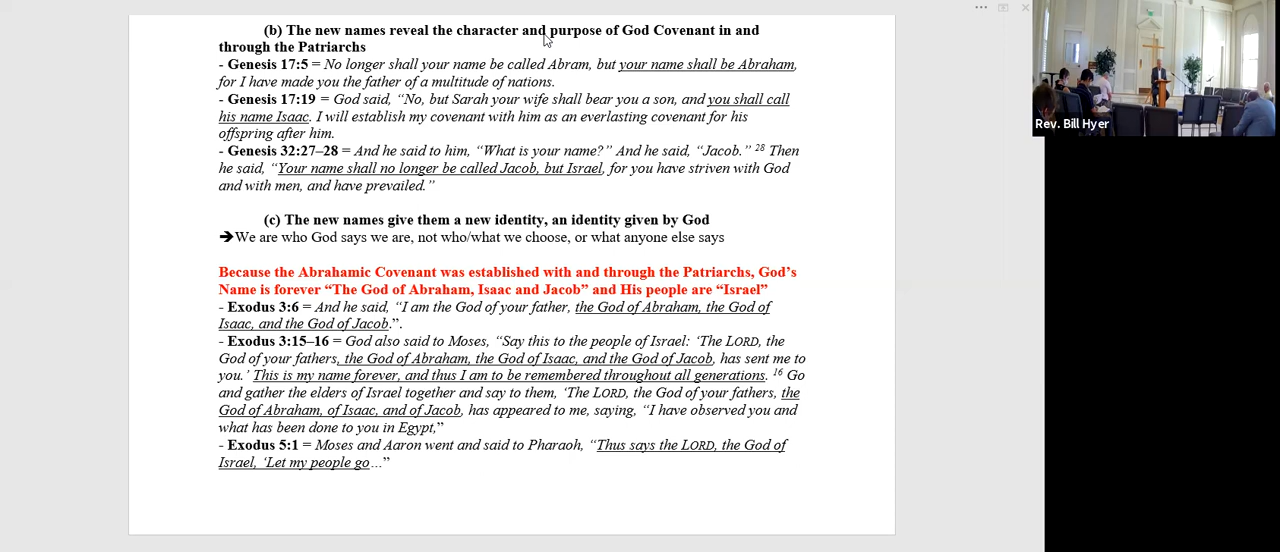 (b) The new names reveal the character and purpose of God Covenant in and
through the Patriarchs
- Genesis 17:5 = No longer shall your name be called Abram, but your name shall be Abraham,
for I have made you the father of a multitude of nations.
- Genesis 17:19 = God said, “No, but Sarah your wife shall bear you a son, and you shall call
his name Isaac. I will establish my covenant with him as an everlasting covenant for his
offspring after him.
- Genesis 32:27–28 = And he said to him, “What is your name?” And he said, “Jacob.” 28 Then
he said, “Your name shall no longer be called Jacob, but Israel, for you have striven with God
and with men, and have prevailed.”
(c) The new names give them a new identity, an identity given by God
➔We are who God says we are, not who/what we choose, or what anyone else says
Because the Abrahamic Covenant was established with and through the Patriarchs, God’s
Name is forever “The God of Abraham, Isaac and Jacob” and His people are “Israel”
- Exodus 3:6 = And he said, “I am the God of your father, the God of Abraham, the God of
Isaac, and the God of Jacob.”.
- Exodus 3:15–16 = God also said to Moses, “Say this to the people of Israel: ‘The LORD, the
God of your fathers, the God of Abraham, the God of Isaac, and the God of Jacob, has sent me to
you.’ This is my name forever, and thus I am to be remembered throughout all generations. 16 Go
and gather the elders of Israel together and say to them, ‘The LORD, the God of your fathers, the
God of Abraham, of Isaac, and of Jacob, has appeared to me, saying, “I have observed you and
what has been done to you in Egypt,”
- Exodus 5:1 = Moses and Aaron went and said to Pharaoh, “Thus says the LORD, the God of
Israel, ‘Let my people go…”
Rev. Bill Hyer